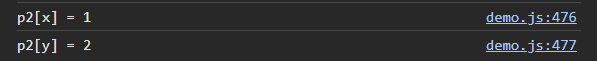 p2[x] = 1 demo.js:476
p2[y] = 2 demo.js:477